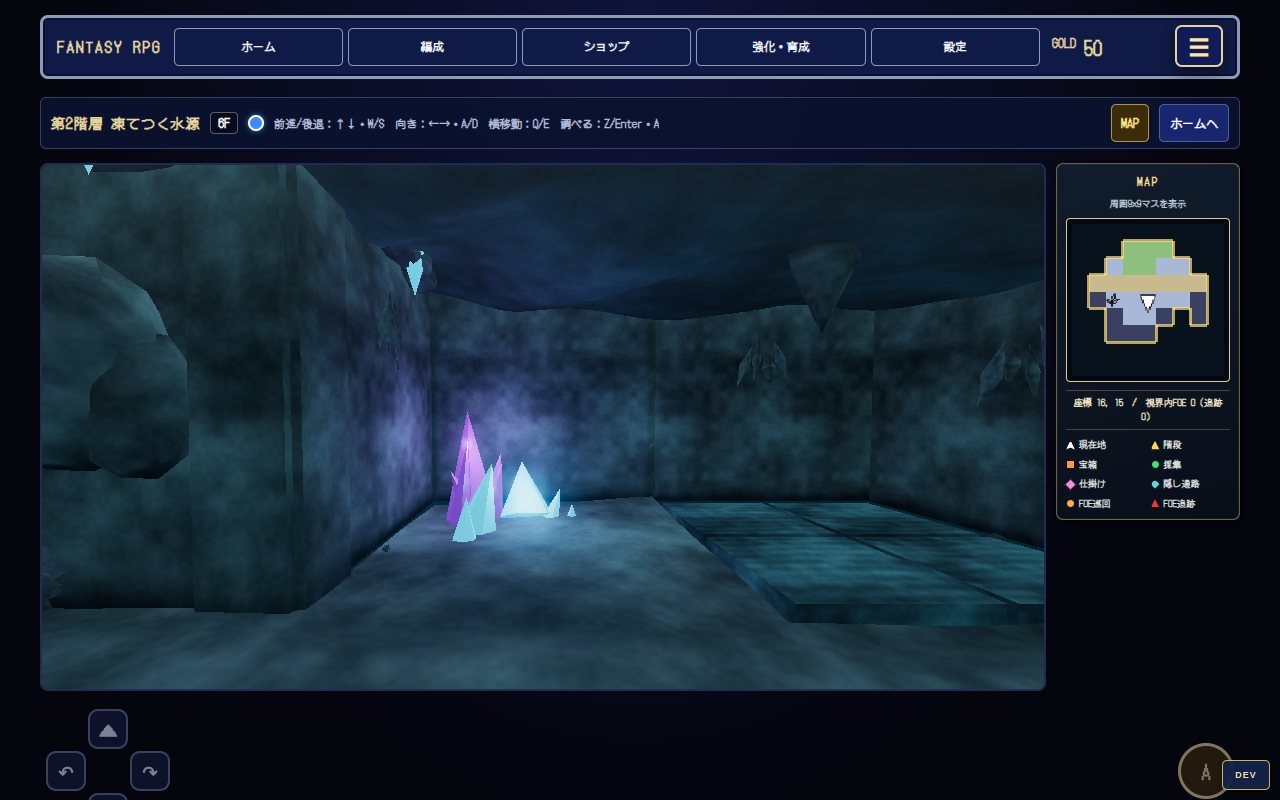 FANTASY RPG
ホーム
編成
ショップ
強化・育成
設定
GOLD 50
第2階層 凍てつく水源 6F 前進/後退：↑↓・W/S 向き：←→・A/D 横移動：Q/E 調べる：Z/Enter・A
MAP
ホームへ
MAP
周囲9x9マスを表示
座標 16, 15 / 視界内FOE 0（追跡
0）
現在地 階段
宝箱 採集
仕掛け 隠し通路
FOE巡回 FOE追跡
A
DEV